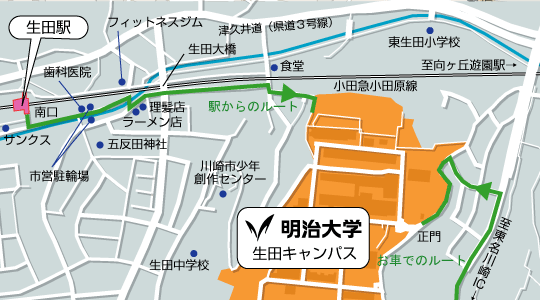 生田駅
フィットネスジム
津久井道（県道3号線）
生田大橋
東生田小学校
歯科医院
食堂
至向ヶ丘遊園駅→
小田急小田原線
南口
理髪店
ラーメン店
駅からのルート
サンクス
五反田神社
市営駐輪場
川崎市少年
創作センター
明治大学
生田キャンパス
正門
お車でのルート
至東名川崎IC→
生田中学校